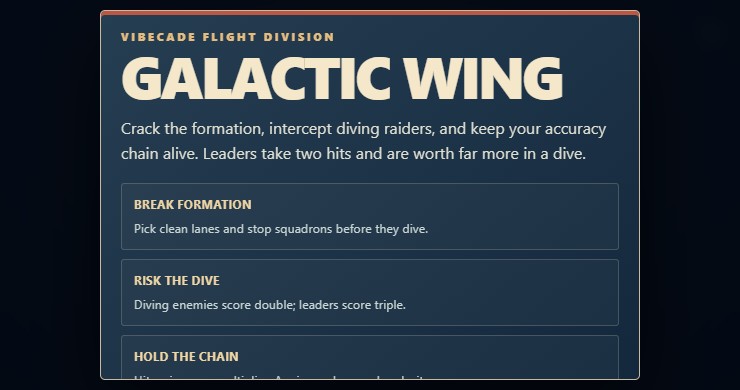 VIBECADE FLIGHT DIVISION
GALACTIC WING
Crack the formation, intercept diving raiders, and keep your accuracy
chain alive. Leaders take two hits and are worth far more in a dive.
BREAK FORMATION
Pick clean lanes and stop squadrons before they dive.
RISK THE DIVE
Diving enemies score double; leaders score triple.
HOLD THE CHAIN